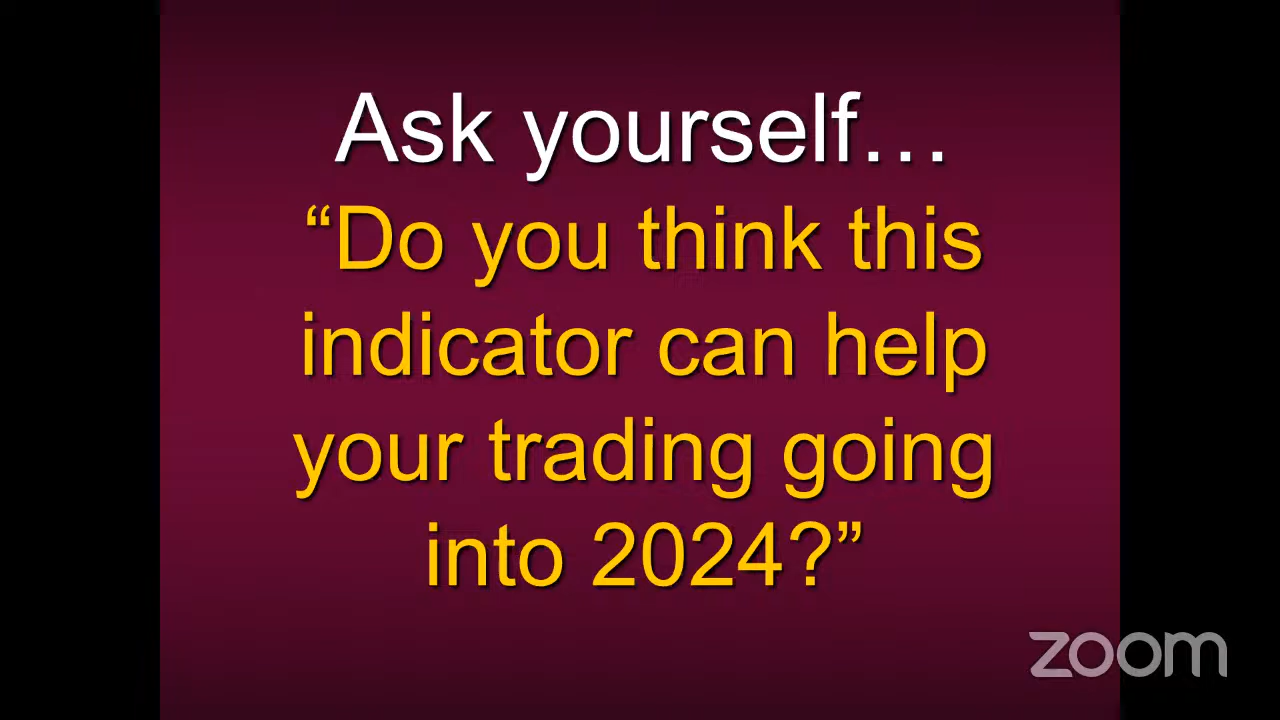 Ask yourself…
“Do you think this
indicator can help
your trading going
into 2024?”
zoom